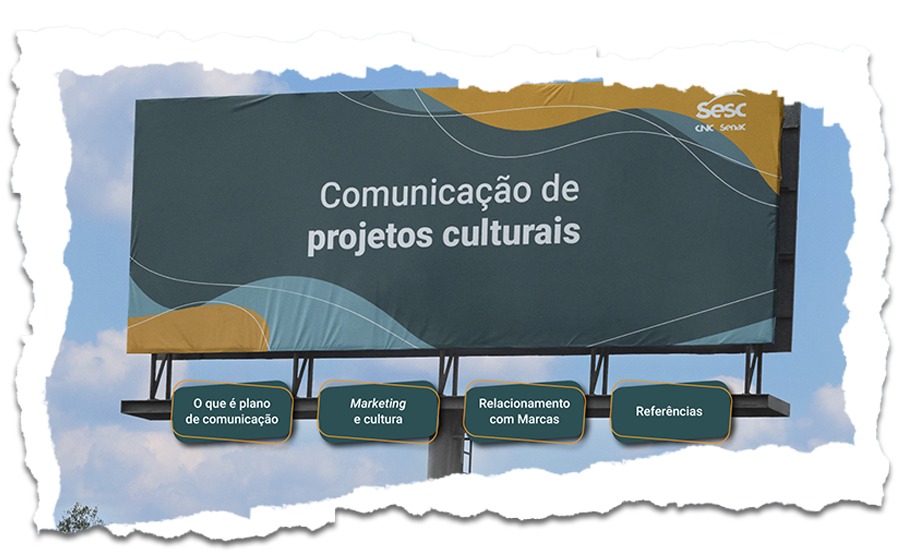 Sesc
CNC Senac
Comunicação de
projetos culturais
O que é plano
de comunicação
Marketing
e cultura
Relacionamento
com Marcas
Referências